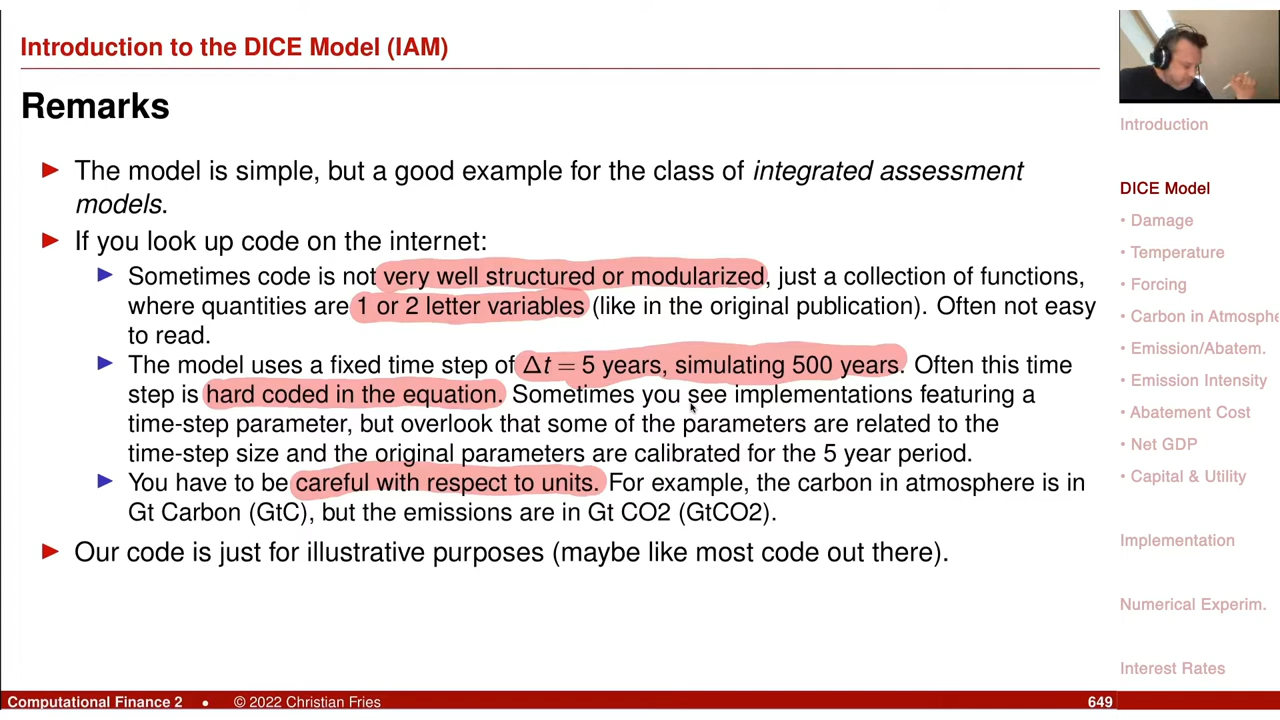 Introduction to the DICE Model (IAM)
Remarks
► The model is simple, but a good example for the class of integrated assessment
models.
► If you look up code on the internet:
► Sometimes code is not very well structured or modularized, just a collection of functions,
where quantities are 1 or 2 letter variables (like in the original publication). Often not easy
to read.
► The model uses a fixed time step of Δt = 5 years, simulating 500 years. Often this time
step is hard coded in the equation. Sometimes you see implementations featuring a
time-step parameter, but overlook that some of the parameters are related to the
time-step size and the original parameters are calibrated for the 5 year period.
► You have to be careful with respect to units. For example, the carbon in atmosphere is in
Gt Carbon (GtC), but the emissions are in Gt CO2 (GtCO2).
► Our code is just for illustrative purposes (maybe like most code out there).
Introduction
DICE Model
• Damage
• Temperature
• Forcing
• Carbon in Atmosphe
• Emission/Abatem.
• Emission Intensity
• Abatement Cost
• Net GDP
• Capital & Utility
Implementation
Numerical Experim.
Interest Rates
Computational Finance 2 • © 2022 Christian Fries 649